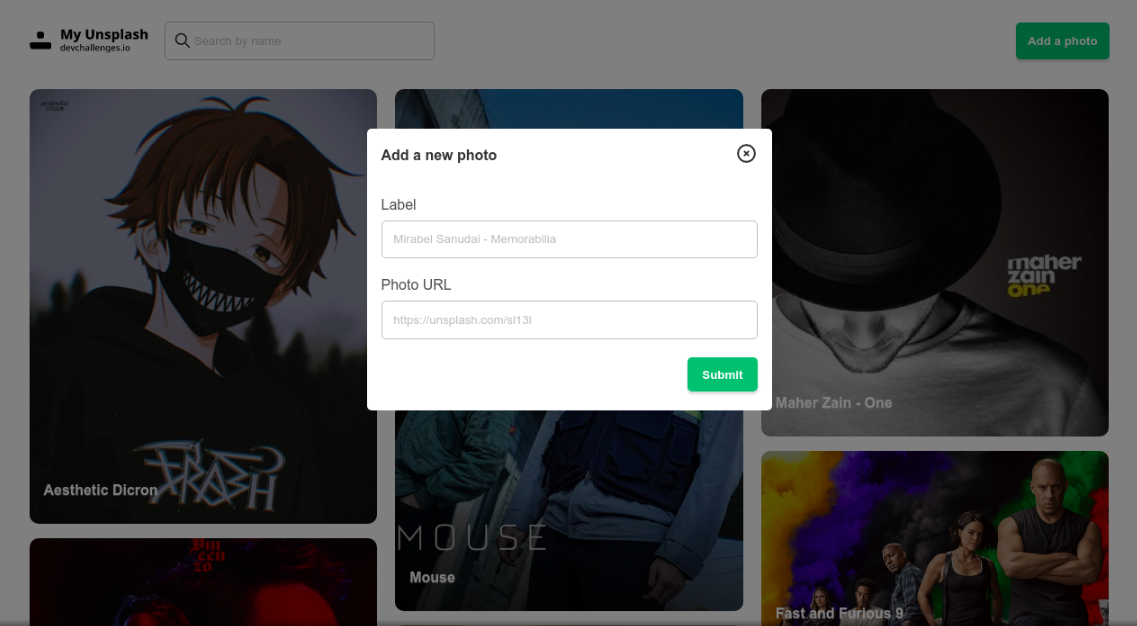 My Unsplash
devchallenges.io
Search by name
Add a photo
Add a new photo
Label
Mirabel Sanudai - Memorabilia
Photo URL
https://unsplash.com/sl13l
Submit
maher
zain
one
Maher Zain - One
TRASH
Aesthetic Dicron
MOUSE
Mouse
Fast and Furious 9